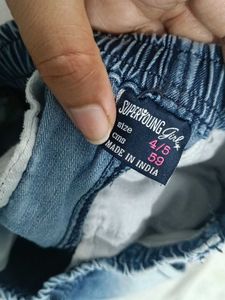 SUPERYOUNG
girl
size 4/5
cms 59
MADE IN INDIA